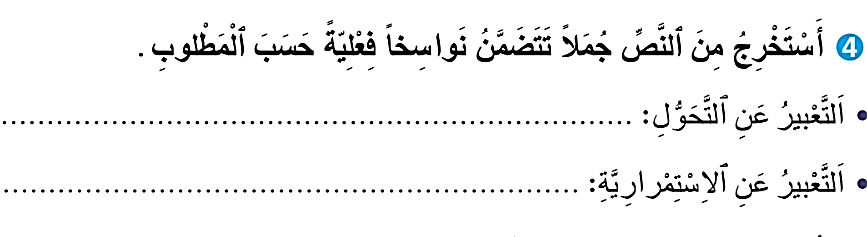 4 أَسْتَخْرِجُ مِنَ ٱلنَّصِّ جُمَلاً تَتَضَمَّنُ نَواسِخاً فِعْلِيّةً حَسَبَ ٱلْمَطْلوبِ .
• اَلتَّعْبيرُ عَنِ ٱلتَّحَوُّلِ: ................................................................
• اَلتَّعْبيرُ عَنِ ٱلاِسْتِمْرارِيَّةِ: ..........................................................